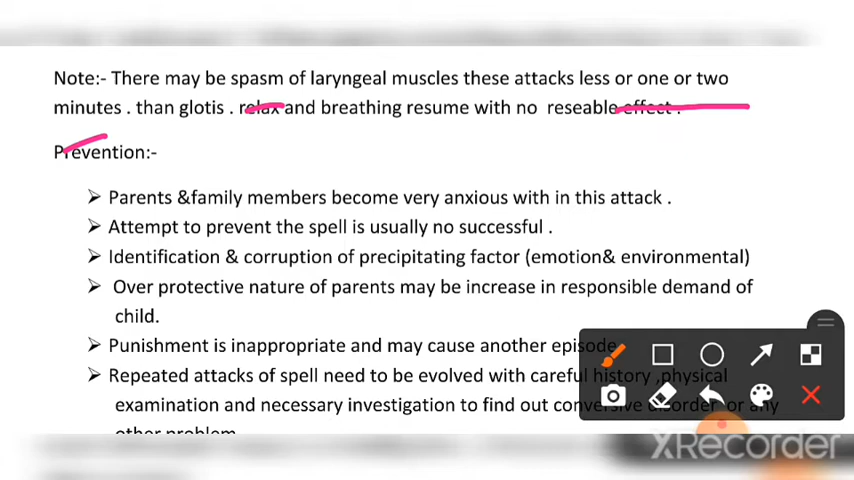 Note:- There may be spasm of laryngeal muscles these attacks less or one or two
minutes . than glotis . relax and breathing resume with no reseable effect .
Prevention:-
➢ Parents &family members become very anxious with in this attack .
➢ Attempt to prevent the spell is usually no successful .
➢ Identification & corruption of precipitating factor (emotion& environmental)
➢ Over protective nature of parents may be increase in responsible demand of
child.
➢ Punishment is inappropriate and may cause another episode
➢ Repeated attacks of spell need to be evolved with careful history ,physical
examination and necessary investigation to find out conversive disorder or any
other problem
XRecorder